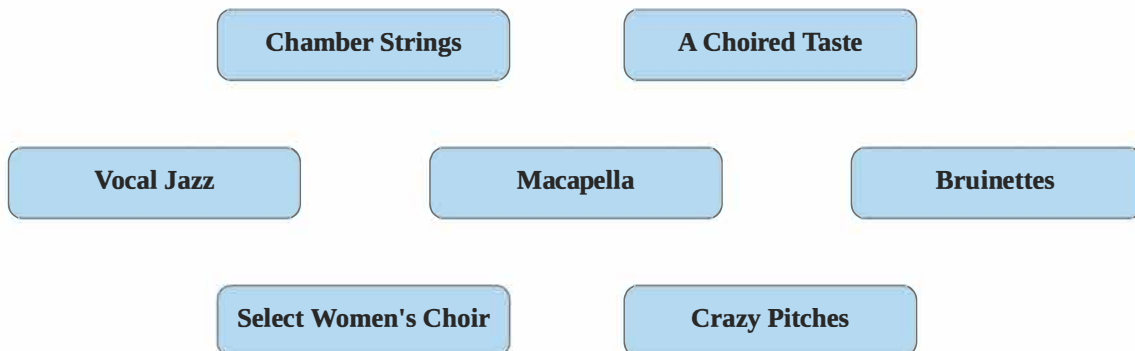 Chamber Strings
A Choired Taste
Vocal Jazz
Macapella
Bruinettes
Select Women's Choir
Crazy Pitches